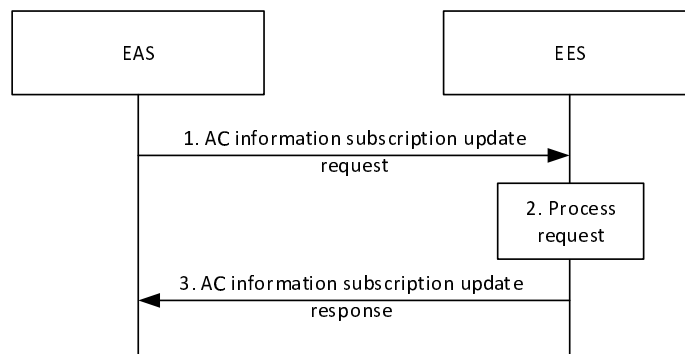 EAS
EES
1. AC information subscription update
request
2. Process
request
3. AC information subscription update
response